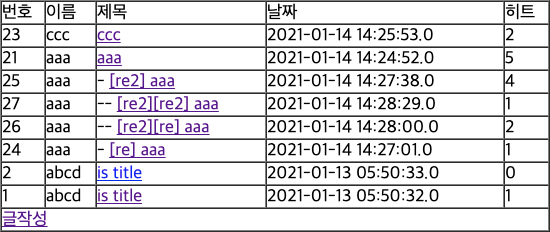 번호 이름 제목 날짜 히트
23 ccc ccc 2021-01-14 14:25:53.0 2
21 aaa aaa 2021-01-14 14:24:52.0 5
25 aaa - [re2] aaa 2021-01-14 14:27:38.0 4
27 aaa -- [re2][re2] aaa 2021-01-14 14:28:29.0 1
26 aaa -- [re2][re] aaa 2021-01-14 14:28:00.0 2
24 aaa - [re] aaa 2021-01-14 14:27:01.0 1
2 abcd is title 2021-01-13 05:50:33.0 0
1 abcd is title 2021-01-13 05:50:32.0 1
글작성